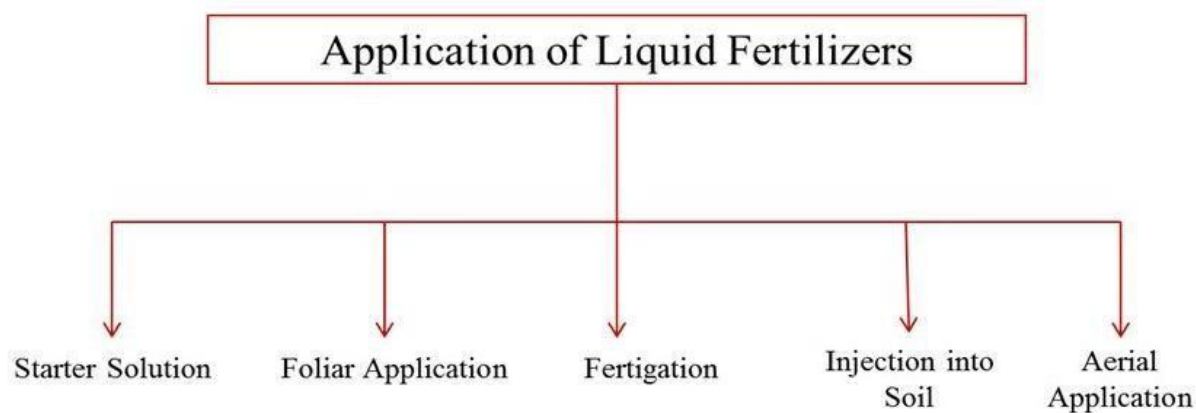 Application of Liquid Fertilizers
Starter Solution
Foliar Application
Fertigation
Injection into
Soil
Aerial
Application